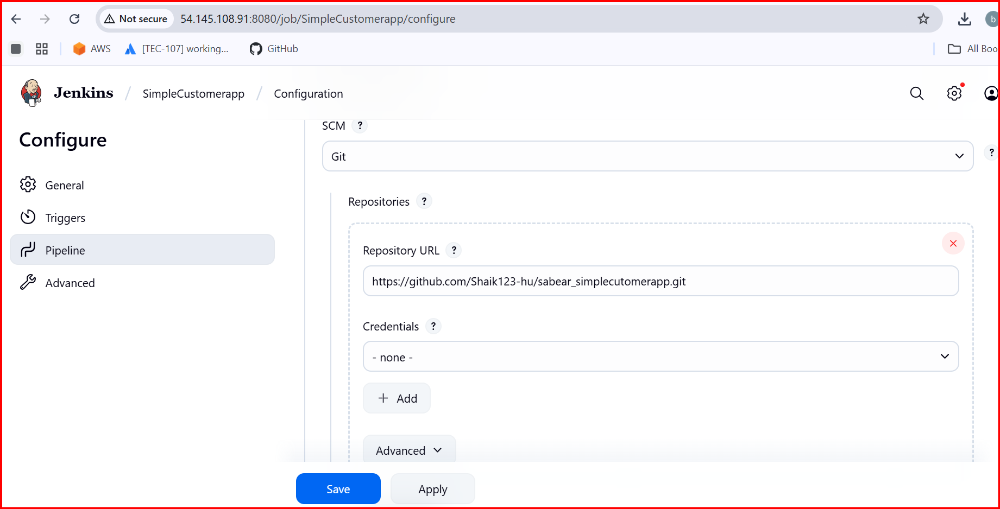 Not secure 54.145.108.91:8080/job/SimpleCustomerapp/configure b
AWS [TEC-107] working... GitHub All Boo
Jenkins / SimpleCustomerapp / Configuration
Configure
General
Triggers
Pipeline
Advanced
SCM ?
Git
?
Repositories ?
Repository URL ?
https://github.com/Shaik123-hu/sabear_simplecutomerapp.git
Credentials ?
- none -
+ Add
Advanced
Save Apply